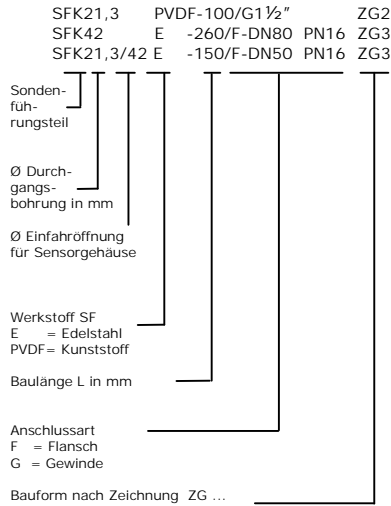 SFK21,3 PVDF-100/G1½" ZG2
SFK42 E -260/F-DN80 PN16 ZG3
SFK21,3/42 E -150/F-DN50 PN16 ZG3
Sonden-
füh-
rungsteil
Ø Durch-
gangs-
bohrung in mm
Ø Einfahröffnung
für Sensorgehäuse
Werkstoff SF
E = Edelstahl
PVDF= Kunststoff
Baulänge L in mm
Anschlussart
F = Flansch
G = Gewinde
Bauform nach Zeichnung ZG ...